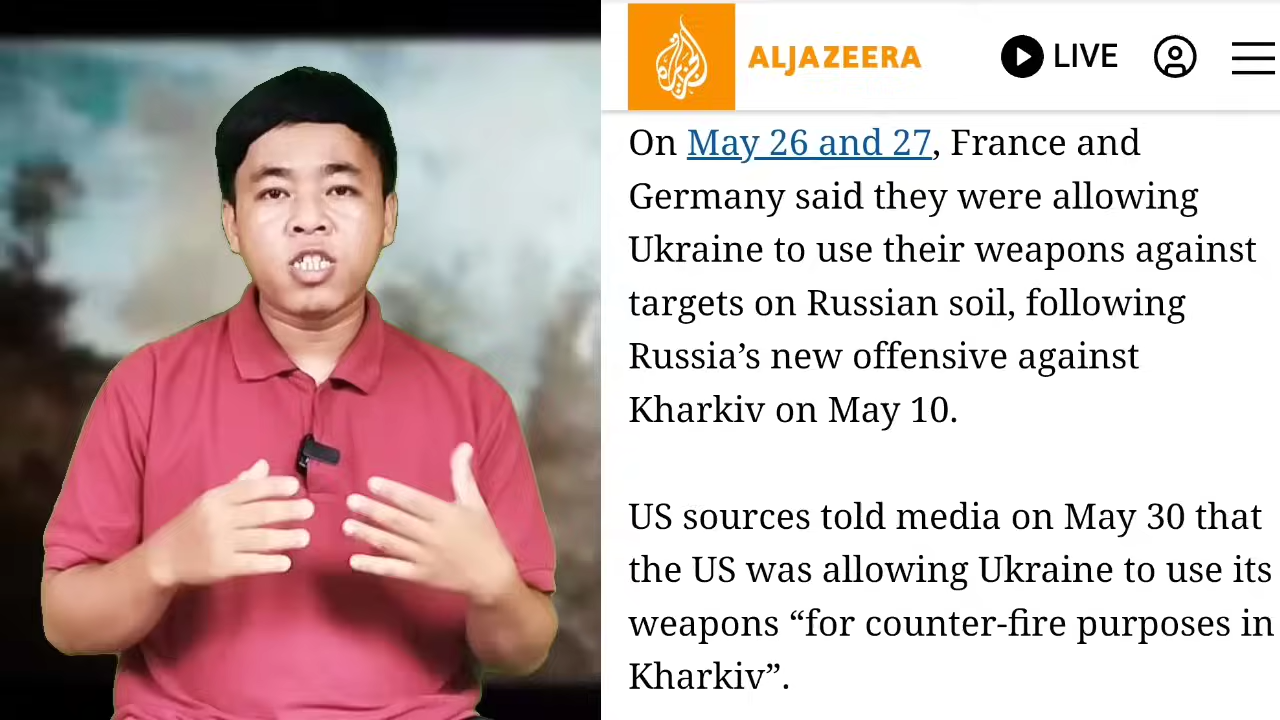 ALJAZEERA
LIVE
On May 26 and 27, France and
Germany said they were allowing
Ukraine to use their weapons against
targets on Russian soil, following
Russia’s new offensive against
Kharkiv on May 10.
US sources told media on May 30 that
the US was allowing Ukraine to use its
weapons “for counter-fire purposes in
Kharkiv”.